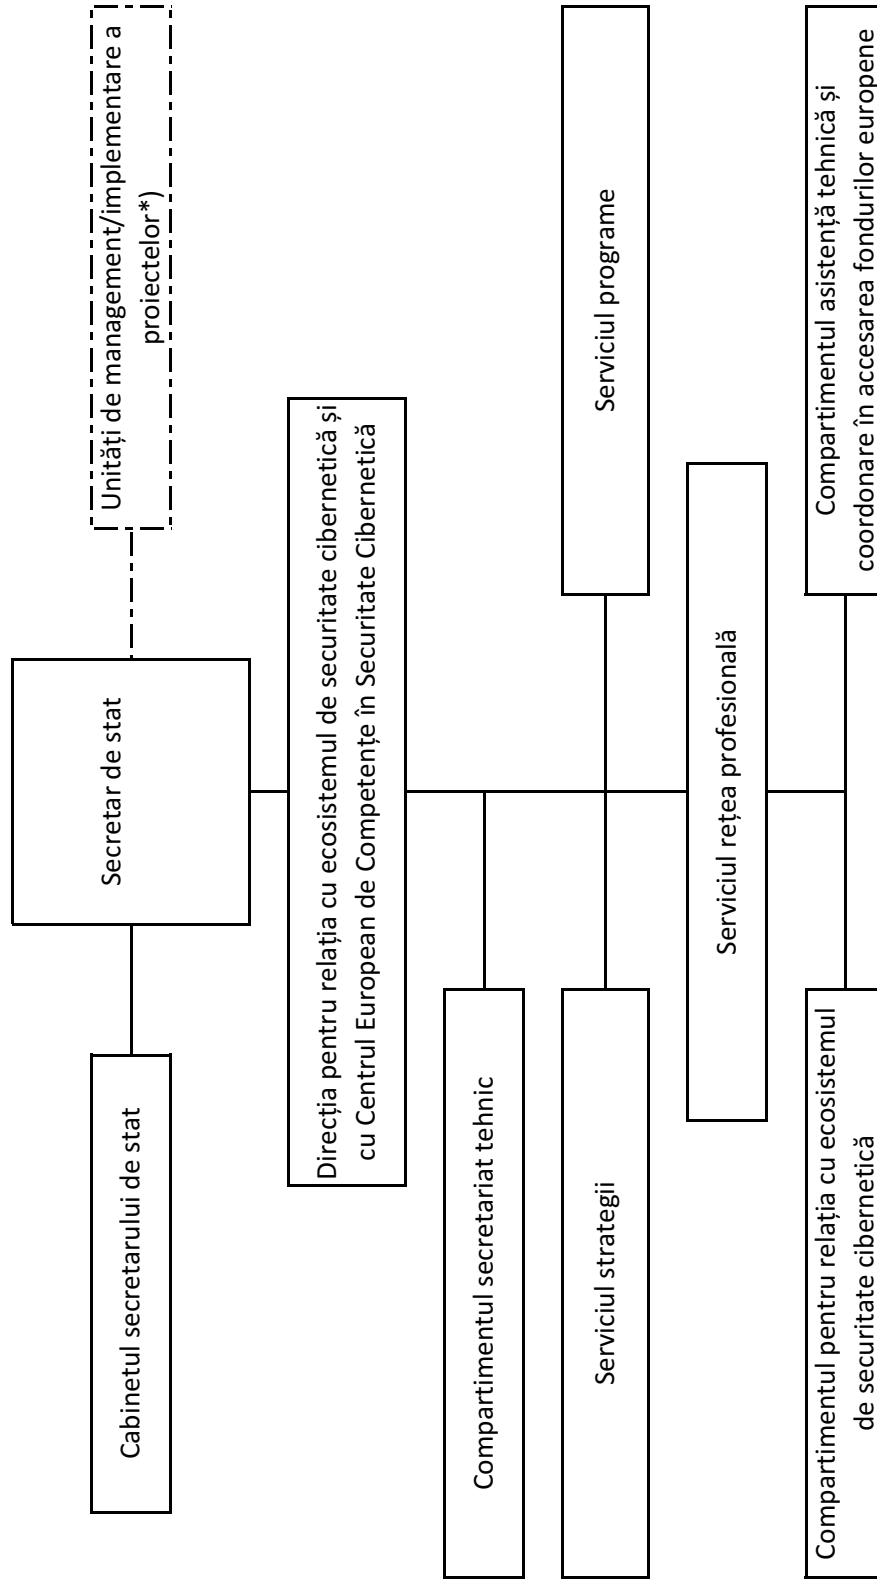 Secretar de stat
Cabinetul secretarului de stat
Unități de management/implementare a
proiectelor*)
Direcția pentru relația cu ecosistemul de securitate cibernetică și
cu Centrul European de Competențe în Securitate Cibernetică
Compartimentul secretariat tehnic
Serviciul strategii
Serviciul programe
Serviciul rețea profesională
Compartimentul pentru relația cu ecosistemul
de securitate cibernetică
Compartimentul asistență tehnică și
coordonare în accesarea fondurilor europene